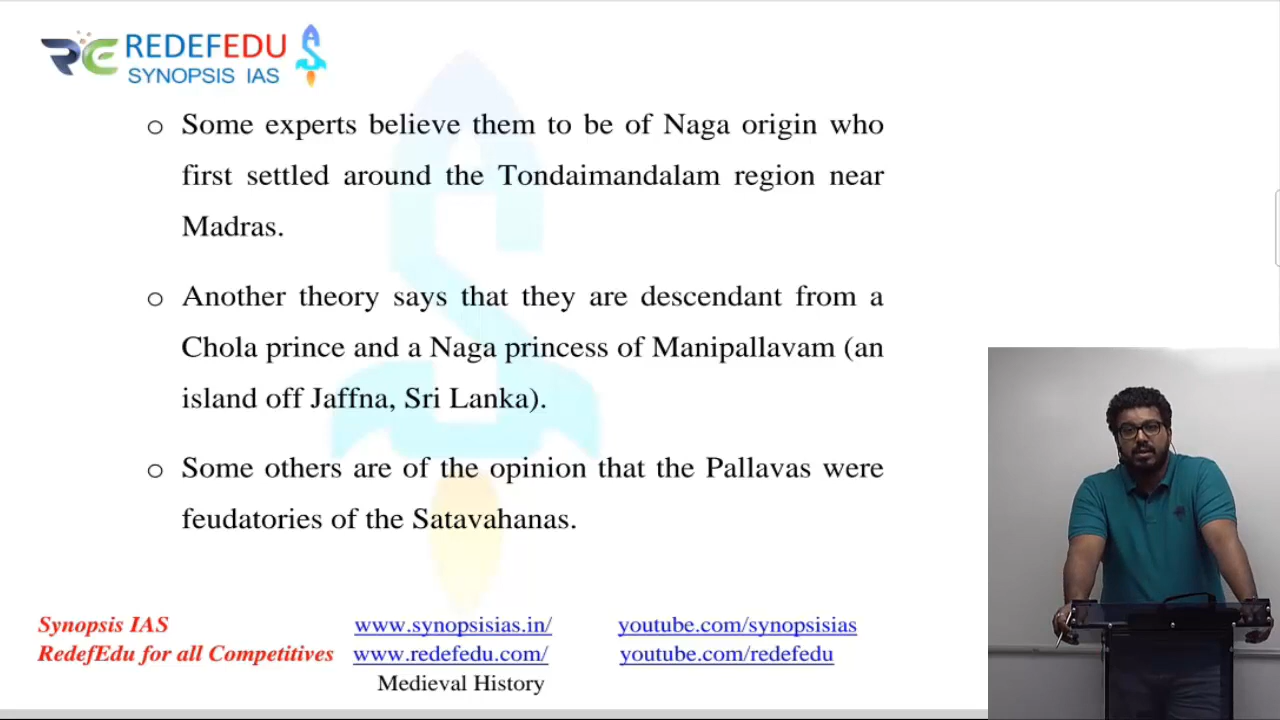 REDEFEDU
SYNOPSIS IAS
o Some experts believe them to be of Naga origin who
first settled around the Tondaimandalam region near
Madras.
o Another theory says that they are descendant from a
Chola prince and a Naga princess of Manipallavam (an
island off Jaffna, Sri Lanka).
o Some others are of the opinion that the Pallavas were
feudatories of the Satavahanas.
Synopsis IAS www.synopsisias.in/ youtube.com/synopsisias
RedefEdu for all Competitives www.redefedu.com/ youtube.com/redefedu
Medieval History